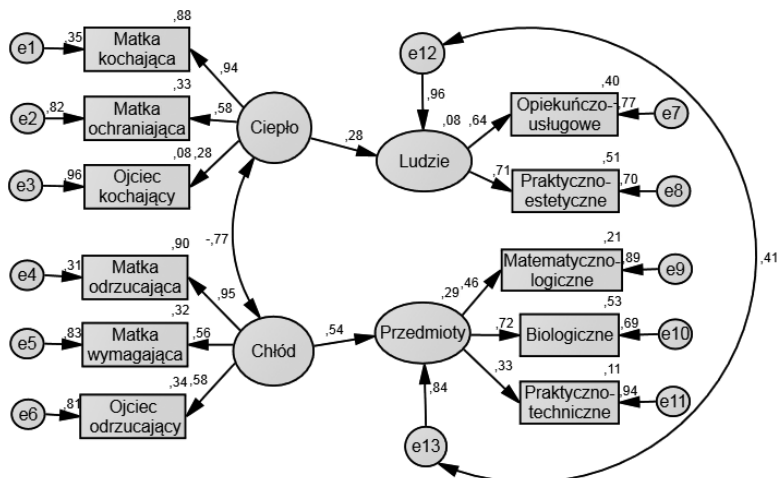 ,88
e1
,35
Matka
kochająca
,94
,33
e2
,82
Matka
ochraniająca
,58
Ciepło
,08
,28
e3
,96
Ojciec
kochający
-,77
,90
e4
,31
Matka
odrzucająca
,95
,32
e5
,83
Matka
wymagająca
,56
Chłód
,34
,58
e6
,81
Ojciec
odrzucający
,28
e12
,96
,08
Ludzie
,64
,40
Opiekuńczo-
usługowe
,77
e7
,71
,51
Praktyczno-
estetyczne
,70
e8
,54
,29
Przedmioty
,46
,21
Matematyczno-
logiczne
,89
e9
,72
,53
Biologiczne
,69
e10
,33
,11
Praktyczno-
techniczne
,94
e11
,84
e13
,41